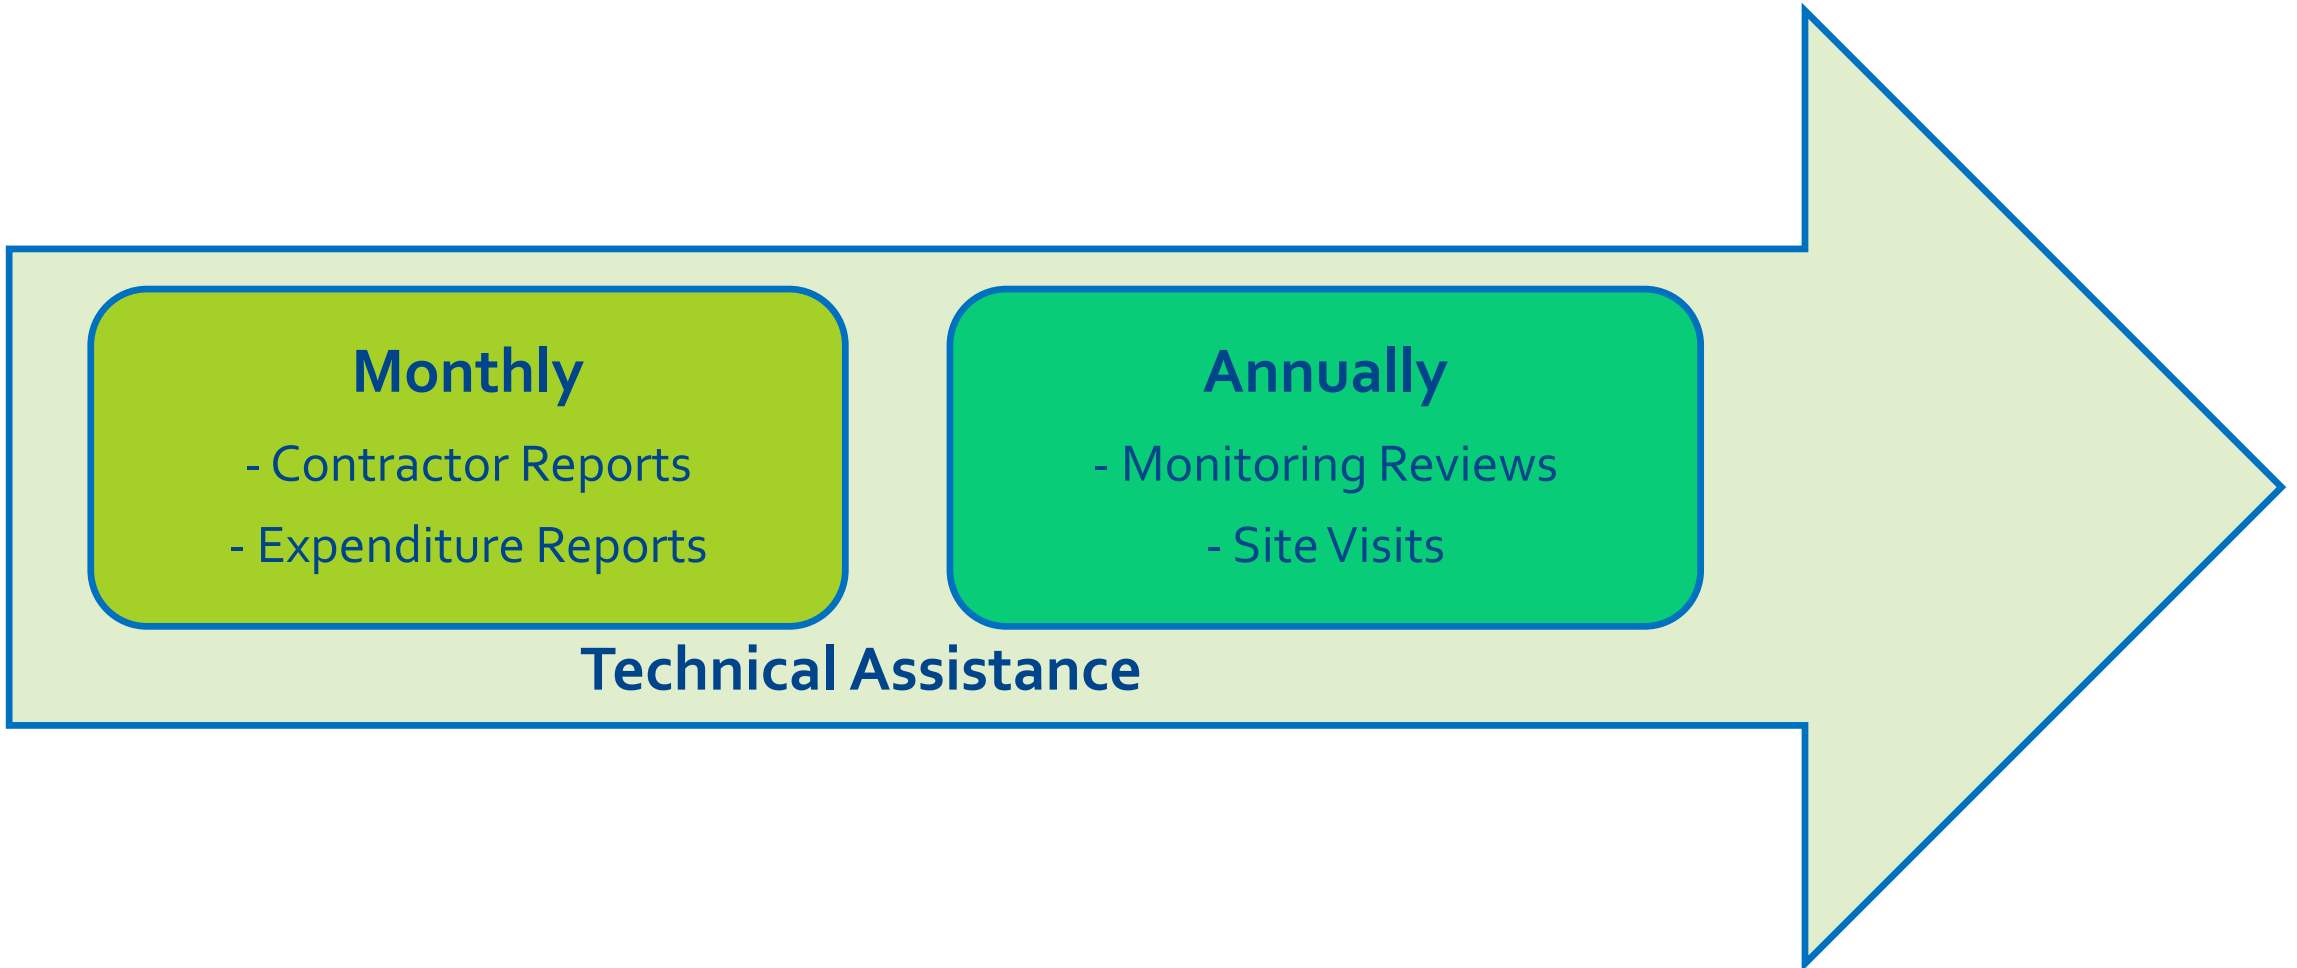 Monthly
- Contractor Reports
- Expenditure Reports
Annually
- Monitoring Reviews
- Site Visits
Technical Assistance